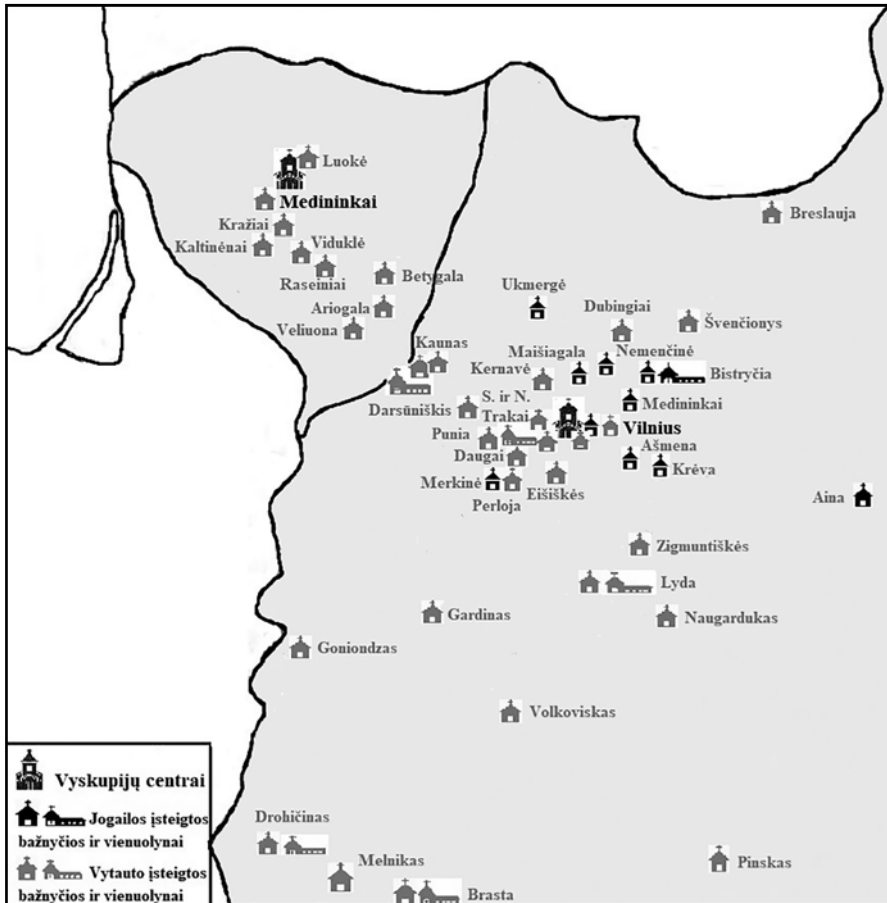 Luokė
Medininkai
Kražiai
Kaltinėnai
Viduklė
Raseiniai
Betygala
Ariogala
Veliuona
Breslauja
Ukmergė
Dubingiai
Švenčionys
Kaunas
Maišiagala
Nemenčinė
Kernavė
Bistryčia
Darsūniškis
S. ir N.
Trakai
Medininkai
Vilnius
Punia
Daugai
Ašmena
Krėva
Merkinė
Perloja
Eišiškės
Aina
Zigmuntiškės
Lyda
Gardinas
Naugardukas
Goniondzas
Volkoviskas
Drohičinas
Melnikas
Brasta
Pinskas
Vyskupijų centrai
Jogailos įsteigtos
bažnyčios ir vienuolynai
Vytauto įsteigtos
bažnyčios ir vienuolynai